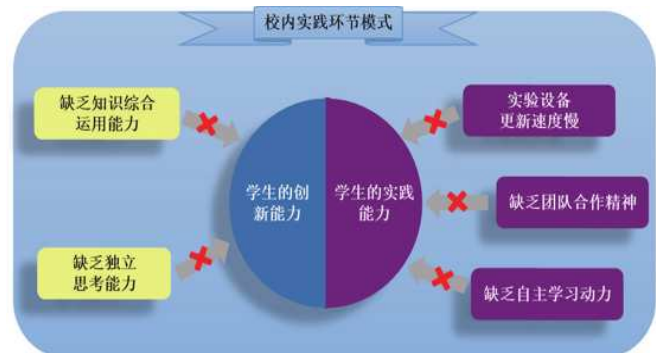 校内实践环节模式
缺乏知识综合
运用能力
实验设备
更新速度慢
学生的创
新能力
学生的实践
能力
缺乏团队合作精神
缺乏独立
思考能力
缺乏自主学习动力